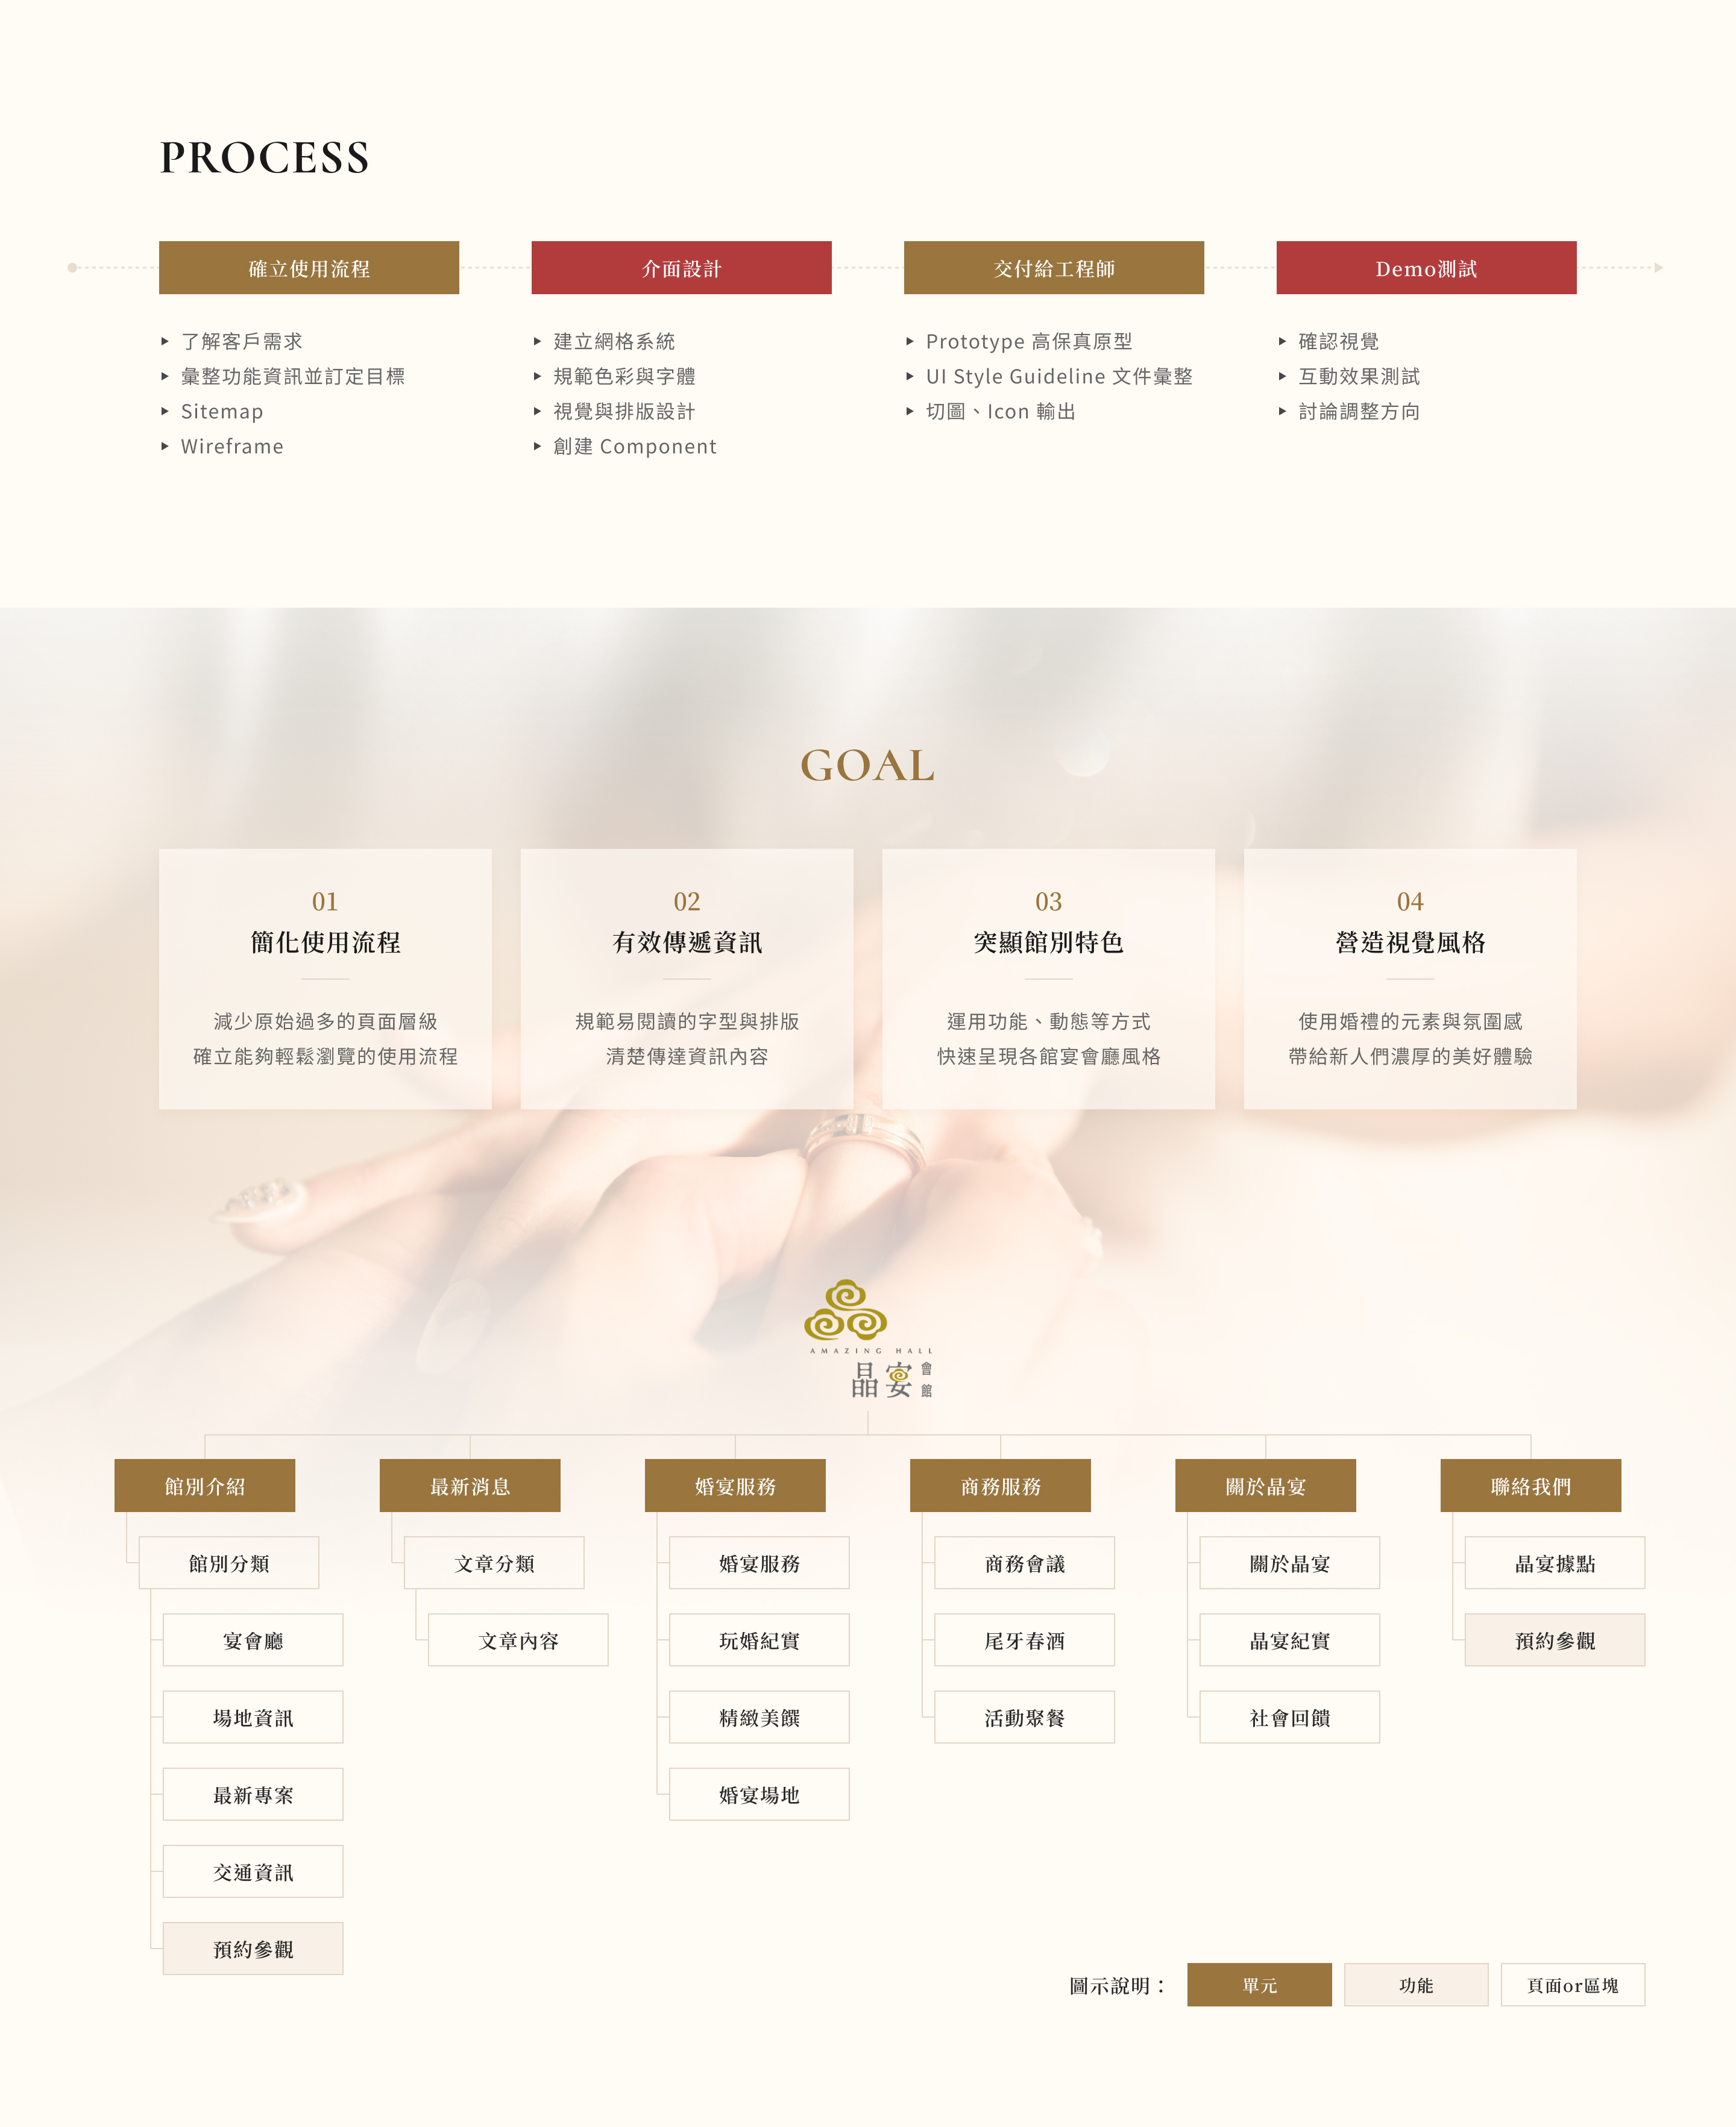 PROCESS
確立使用流程
了解客戶需求
彙整功能資訊並訂定目標
Sitemap
Wireframe
介面設計
建立網格系統
規範色彩與字體
視覺與排版設計
創建 Component
交付給工程師
Prototype 高保真原型
UI Style Guideline 文件彙整
切圖、Icon 輸出
Demo測試
確認視覺
互動效果測試
討論調整方向
GOAL
01
簡化使用流程
減少原始過多的頁面層級
確立能夠輕鬆瀏覽的使用流程
02
有效傳遞資訊
規範易閱讀的字型與排版
清楚傳達資訊內容
03
突顯館別特色
運用功能、動態等方式
快速呈現各館宴會廳風格
04
營造視覺風格
使用婚禮的元素與氛圍感
帶給新人們濃厚的美好體驗
AMAZING HALL
晶宴會館
館別介紹
館別分類
宴會廳
場地資訊
最新專案
交通資訊
預約參觀
最新消息
文章分類
文章內容
婚宴服務
婚宴服務
玩婚紀實
精緻美饌
婚宴場地
商務服務
商務會議
尾牙春酒
活動聚餐
關於晶宴
關於晶宴
晶宴紀實
社會回饋
聯絡我們
晶宴據點
預約參觀
圖示說明：
單元
功能
頁面or區塊